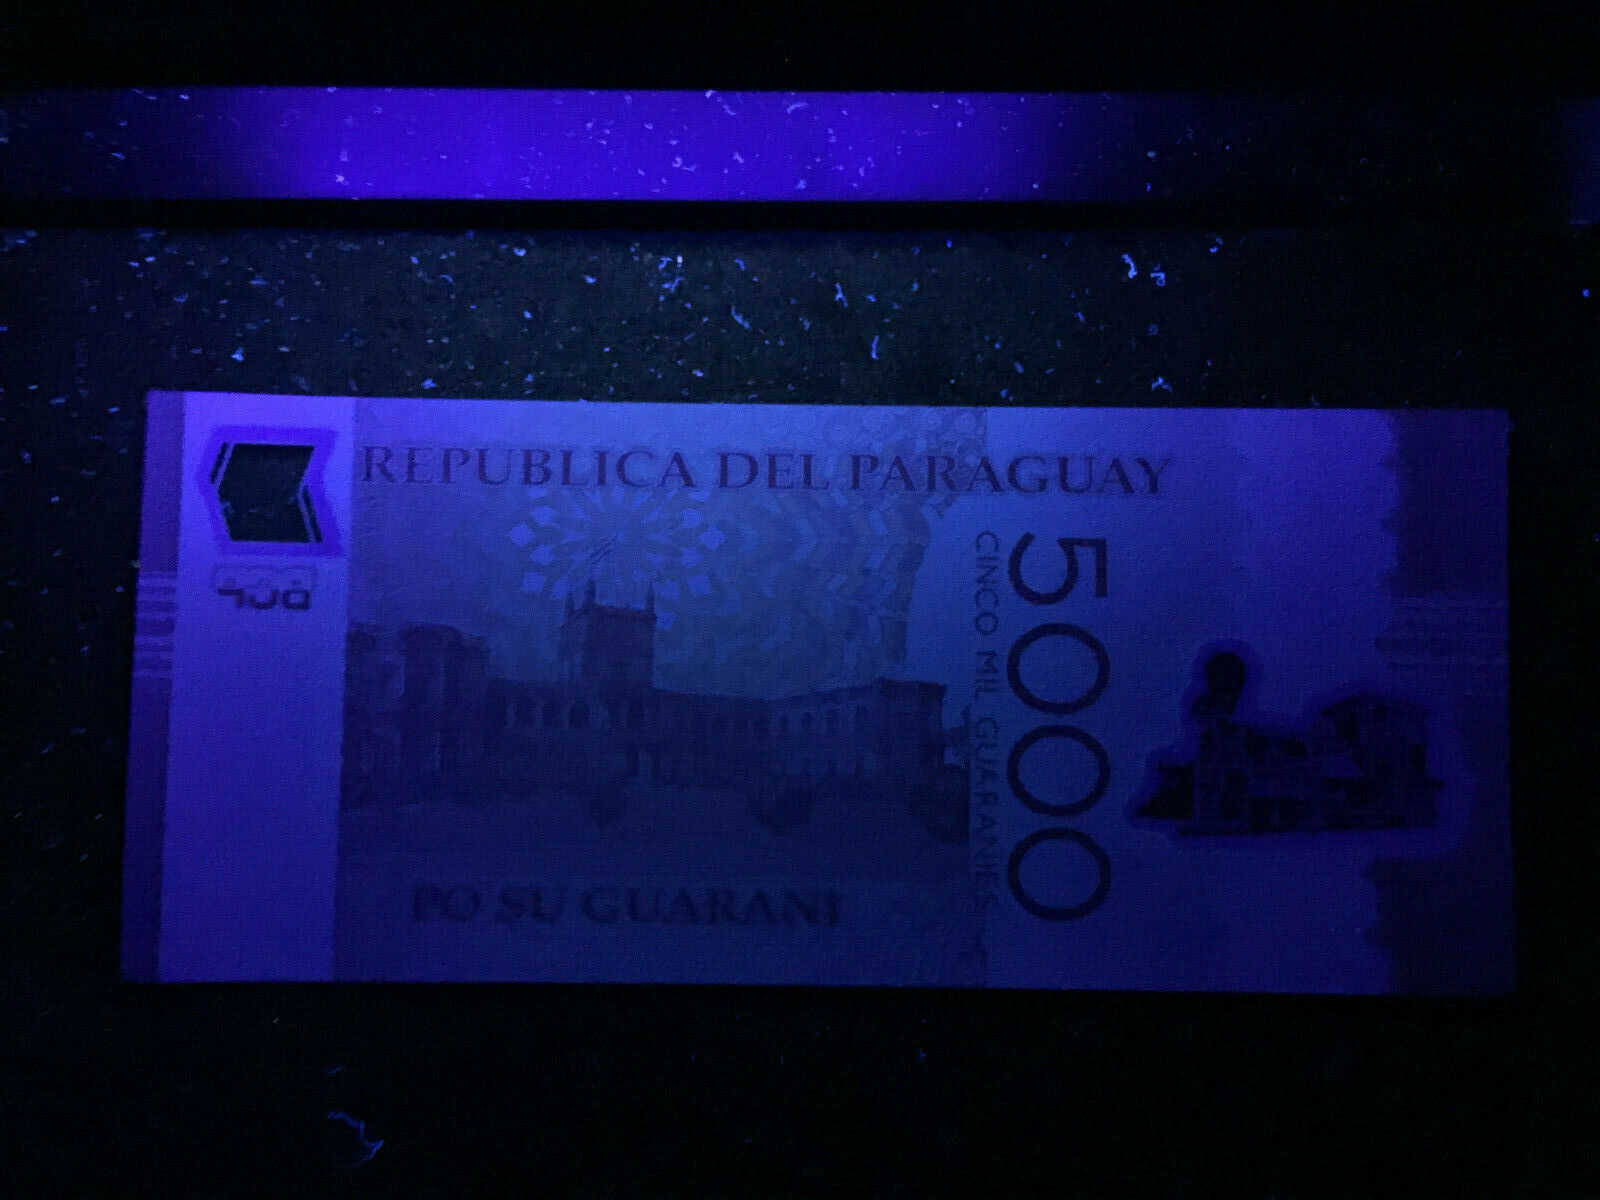 REPUBLICA DEL PARAGUAY
5000
CINCO MIL GUARANIES
PO SU GUARANI